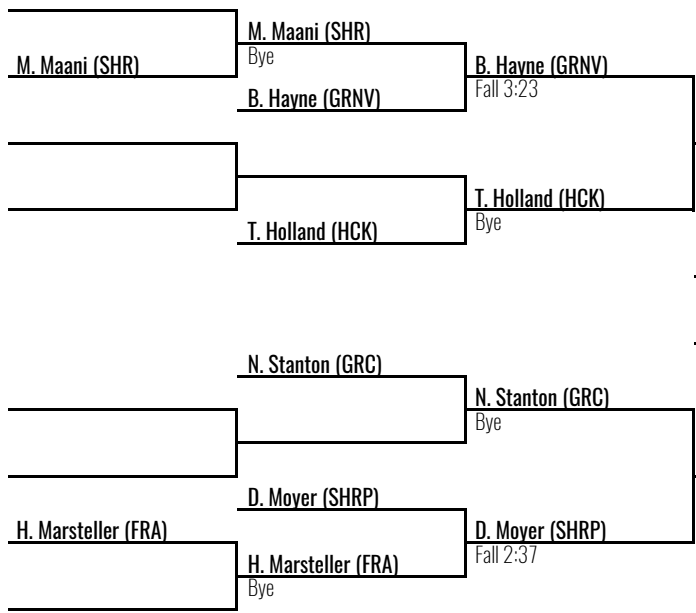 M. Maani (SHR)
M. Maani (SHR)
Bye
B. Hayne (GRNV)
B. Hayne (GRNV)
Fall 3:23
T. Holland (HCK)
T. Holland (HCK)
Bye
N. Stanton (GRC)
N. Stanton (GRC)
Bye
D. Moyer (SHRP)
H. Marsteller (FRA)
D. Moyer (SHRP)
Fall 2:37
H. Marsteller (FRA)
Bye